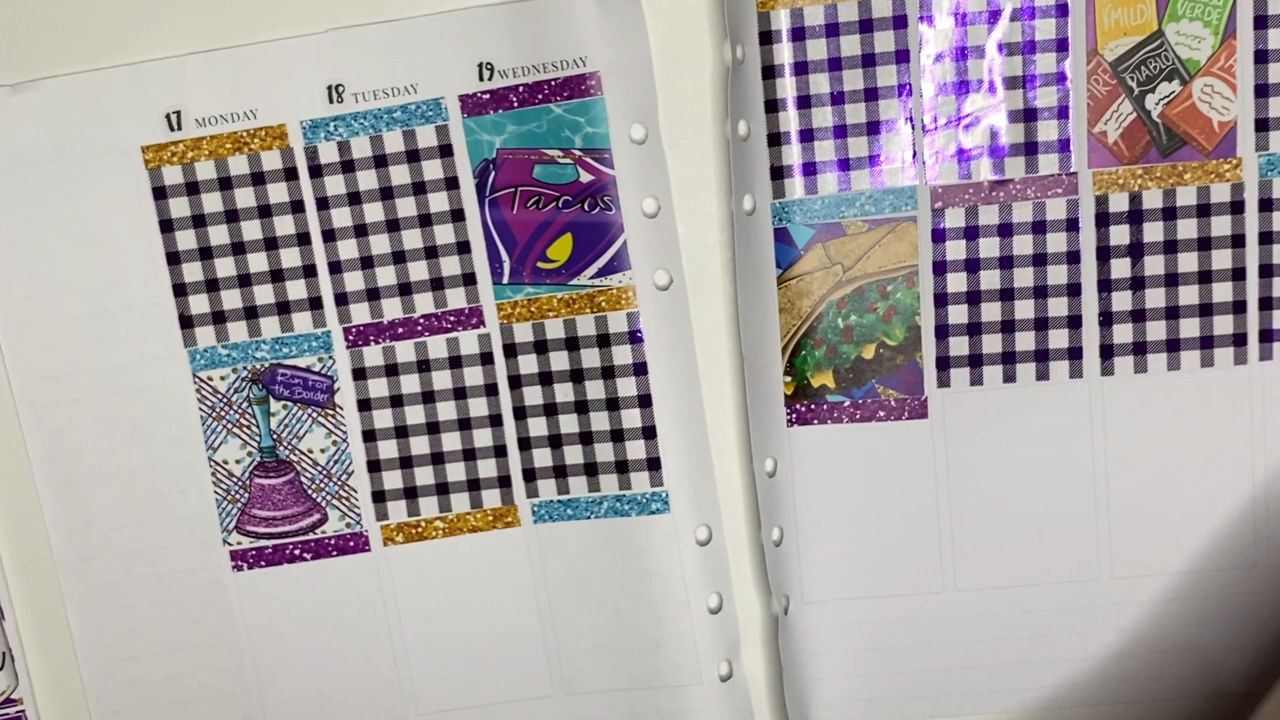 17 MONDAY
18 TUESDAY
19 WEDNESDAY
Tacos
Run For
the Border
(MILD)
VERDE
DIABLO